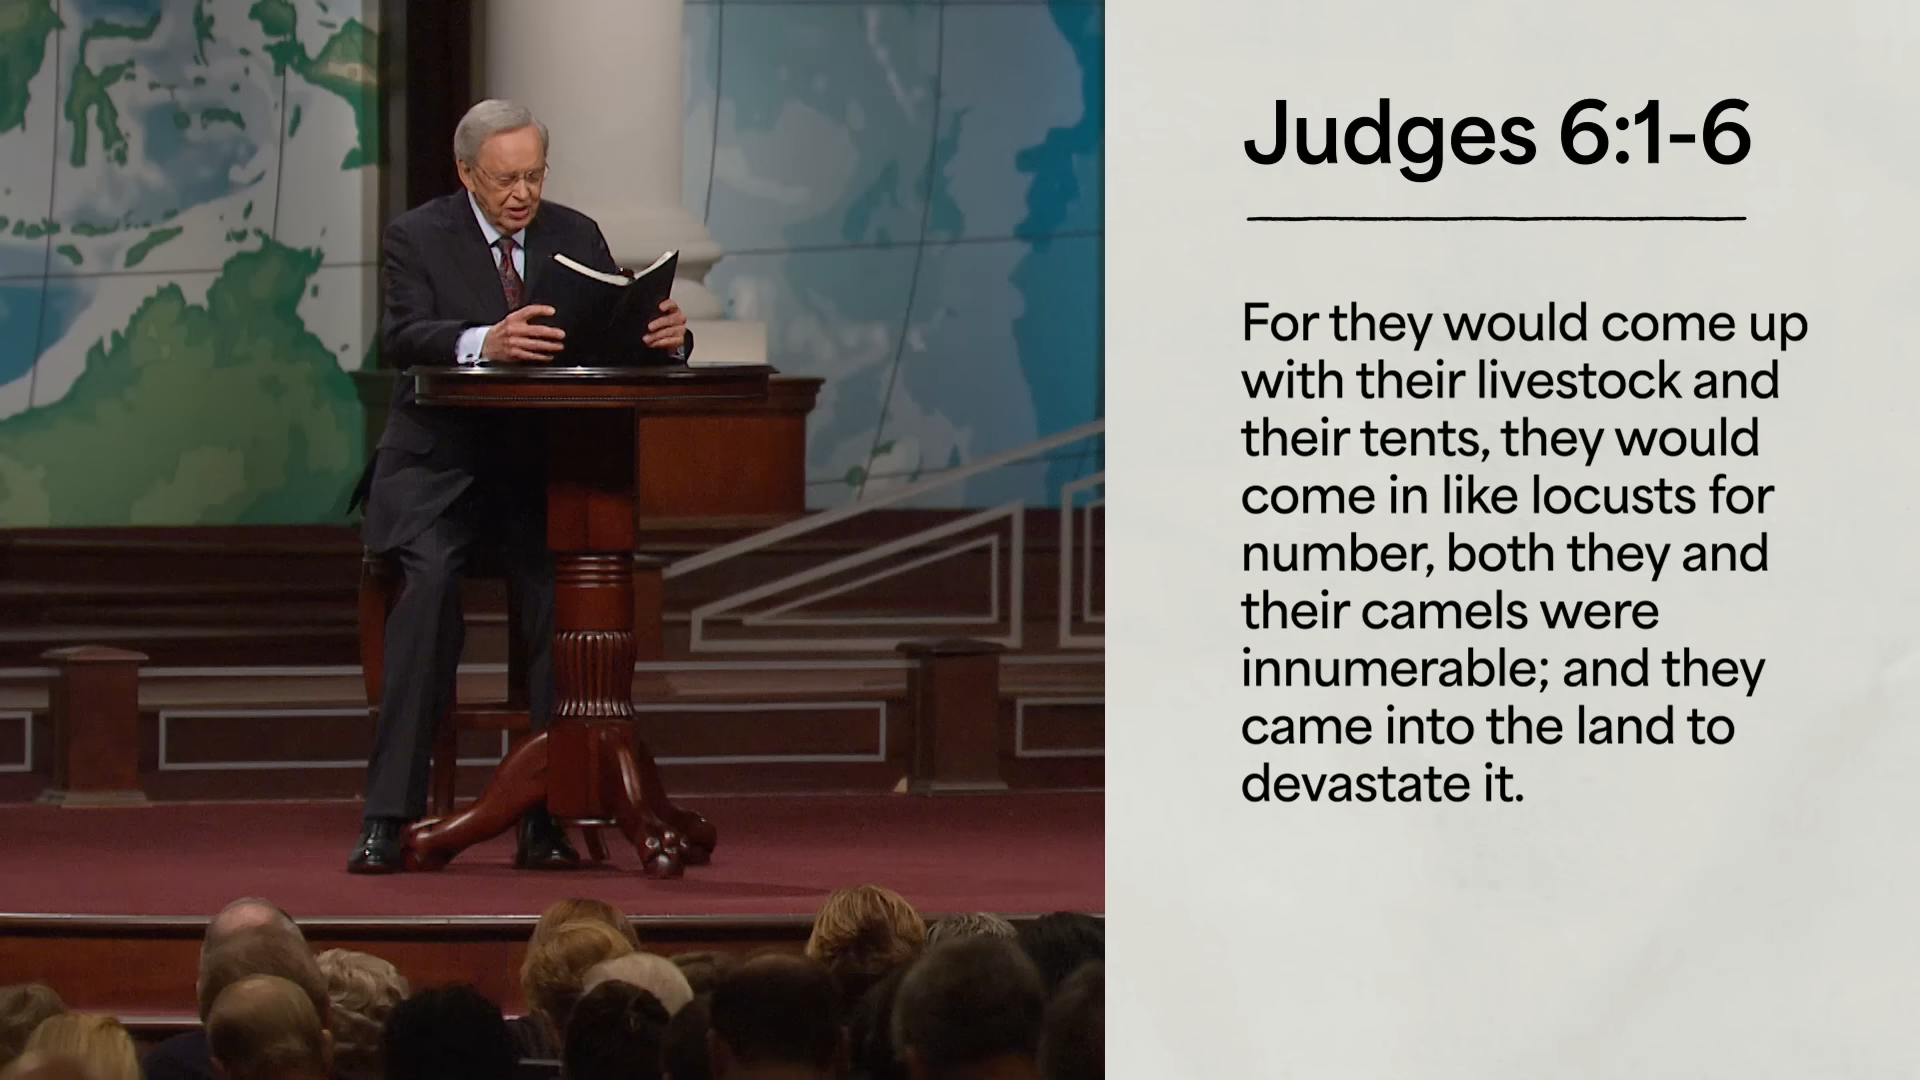 Judges 6:1-6
For they would come up
with their livestock and
their tents, they would
come in like locusts for
number, both they and
their camels were
innumerable; and they
came into the land to
devastate it.